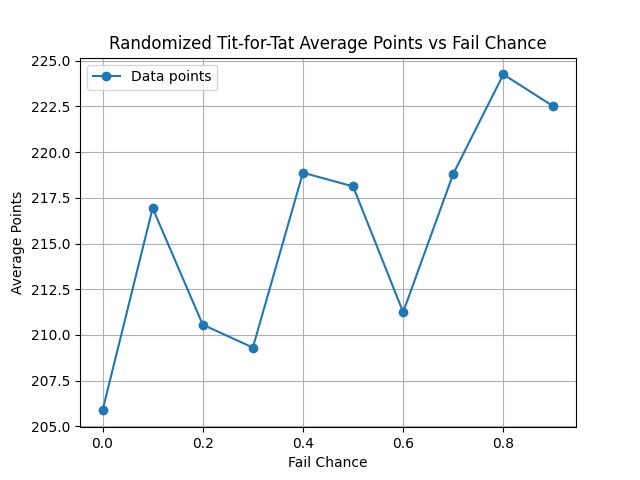 Randomized Tit-for-Tat Average Points vs Fail Chance
225.0
Data points
222.5
220.0
217.5
215.0
212.5
210.0
207.5
205.0
Average Points
0.0 0.2 0.4 0.6 0.8
Fail Chance